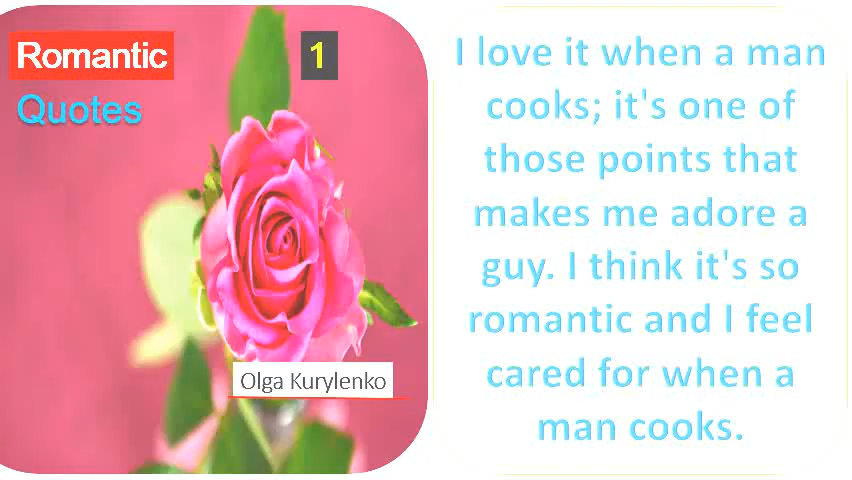 Romantic 1
Quotes
Olga Kurylenko
I love it when a man
cooks; it's one of
those points that
makes me adore a
guy. I think it's so
romantic and I feel
cared for when a
man cooks.